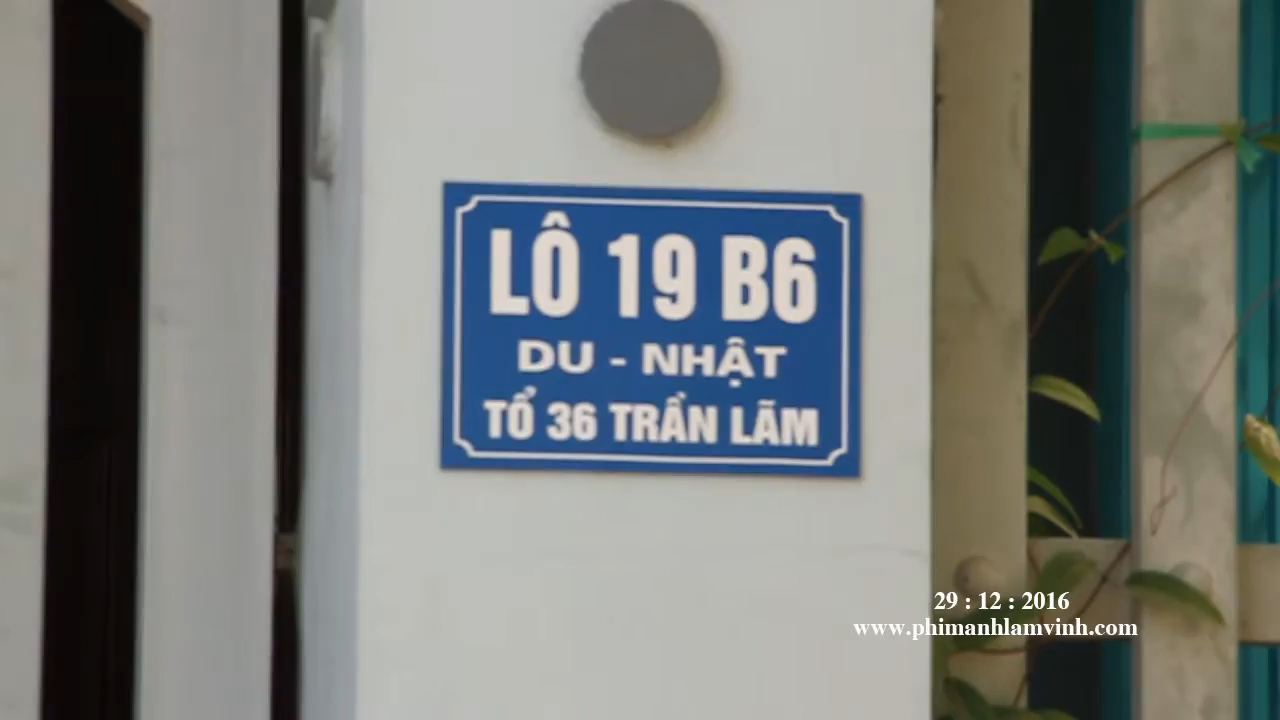 LÔ 19 B6
DU - NHẬT
TỔ 36 TRẦN LÃM
29 : 12 : 2016
www.phimanhlamvinh.com